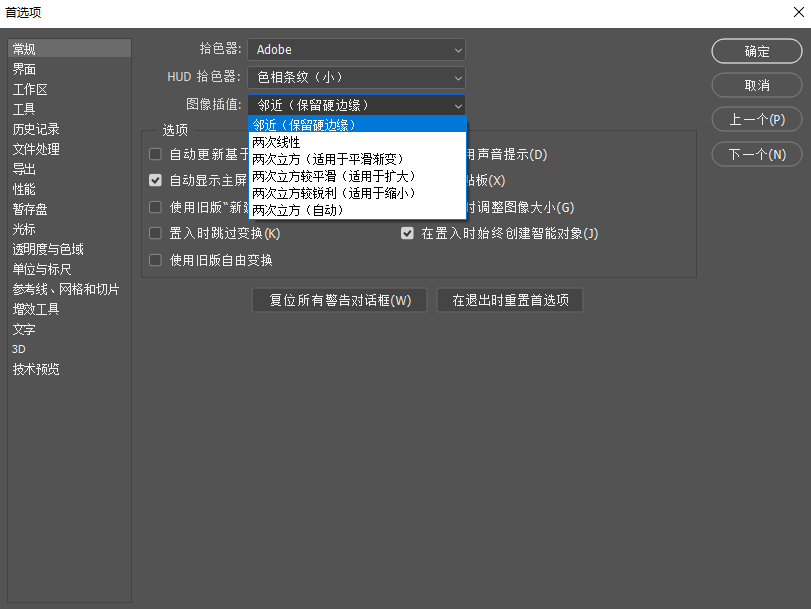 首选项
常规
界面
工作区
工具
历史记录
文件处理
导出
性能
暂存盘
光标
透明度与色域
单位与标尺
参考线、网格和切片
增效工具
文字
3D
技术预览
拾色器: Adobe
HUD 拾色器: 色相条纹（小）
图像插值: 邻近（保留硬边缘）
邻近（保留硬边缘）
两次线性
两次立方（适用于平滑渐变）
两次立方较平滑（适用于扩大）
两次立方较锐利（适用于缩小）
两次立方（自动）
选项
自动更新基于 用声音提示(D)
自动显示主屏 贴板(X)
使用旧版“新建 时调整图像大小(G)
置入时跳过变换(K) 在置入时始终创建智能对象(J)
使用旧版自由变换
复位所有警告对话框(W) 在退出时重置首选项
确定
取消
上一个(P)
下一个(N)